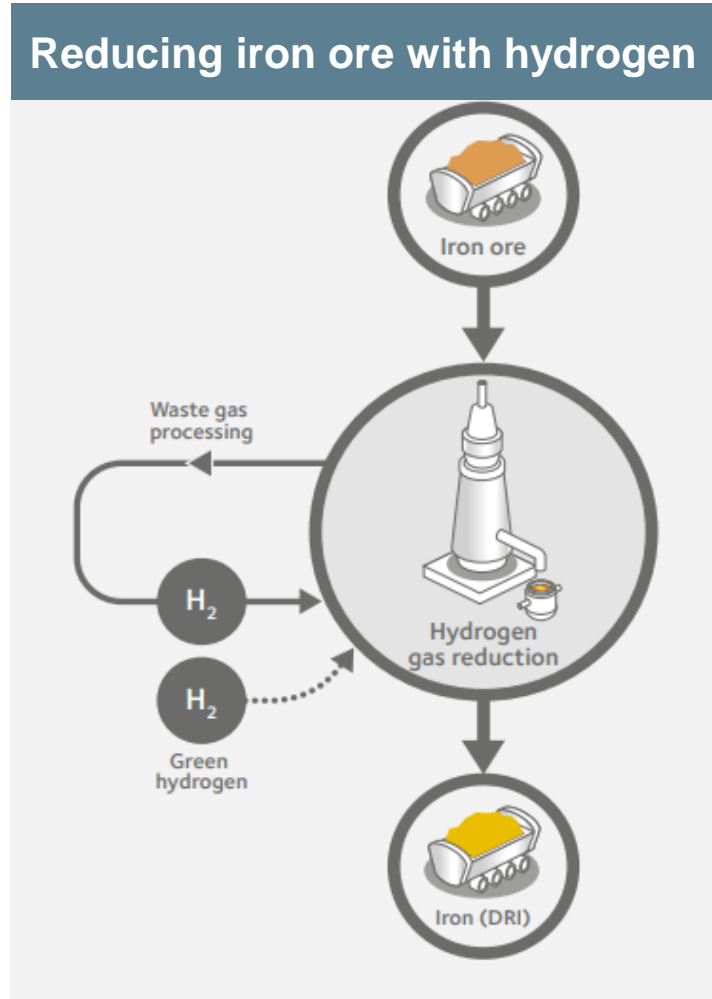 Reducing iron ore with hydrogen
Iron ore
Waste gas
processing
H₂
Hydrogen
gas reduction
H₂
Green
hydrogen
Iron (DRI)